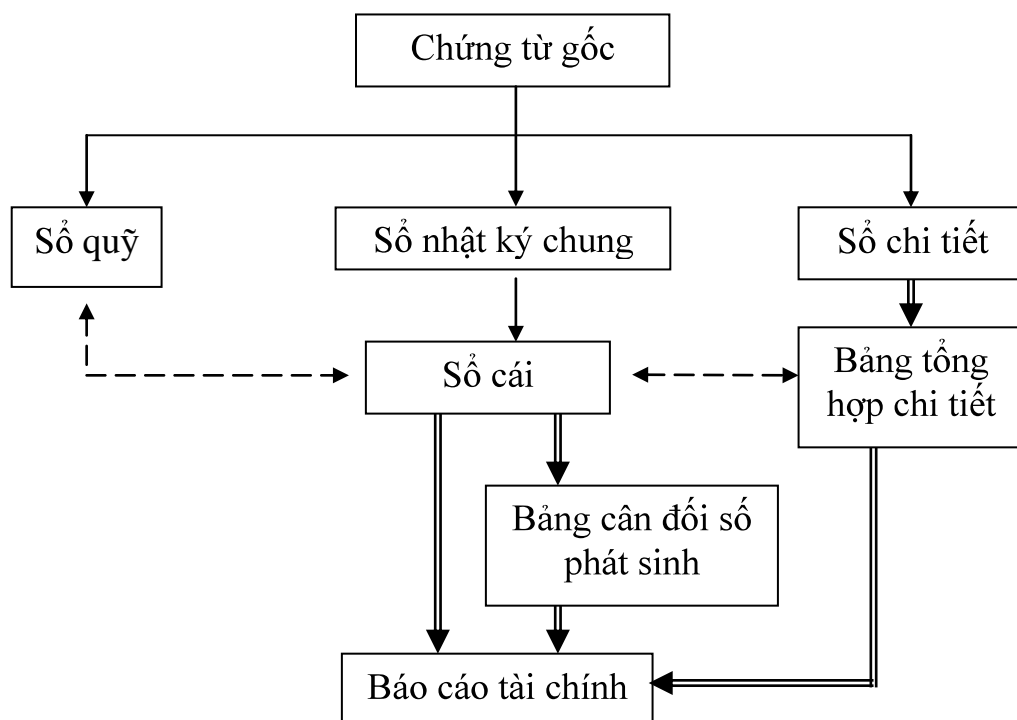 Chứng từ gốc
Sổ quỹ
Sổ nhật ký chung
Sổ chi tiết
Sổ cái
Bảng tổng
hợp chi tiết
Bảng cân đối số
phát sinh
Báo cáo tài chính